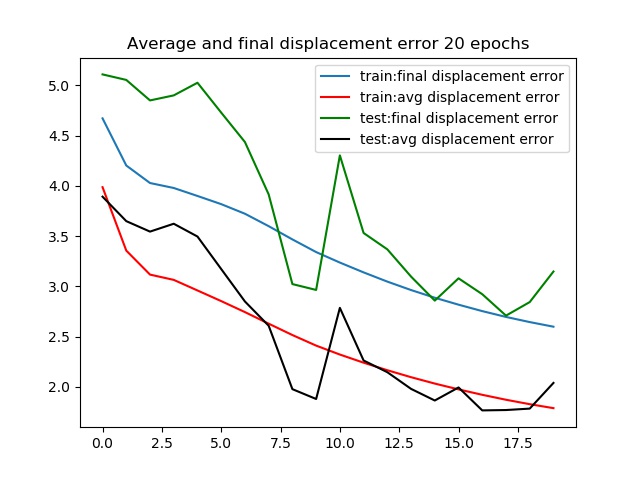 Average and final displacement error 20 epochs
train:final displacement error
train:avg displacement error
test:final displacement error
test:avg displacement error
5.0
4.5
4.0
3.5
3.0
2.5
2.0
0.0 2.5 5.0 7.5 10.0 12.5 15.0 17.5